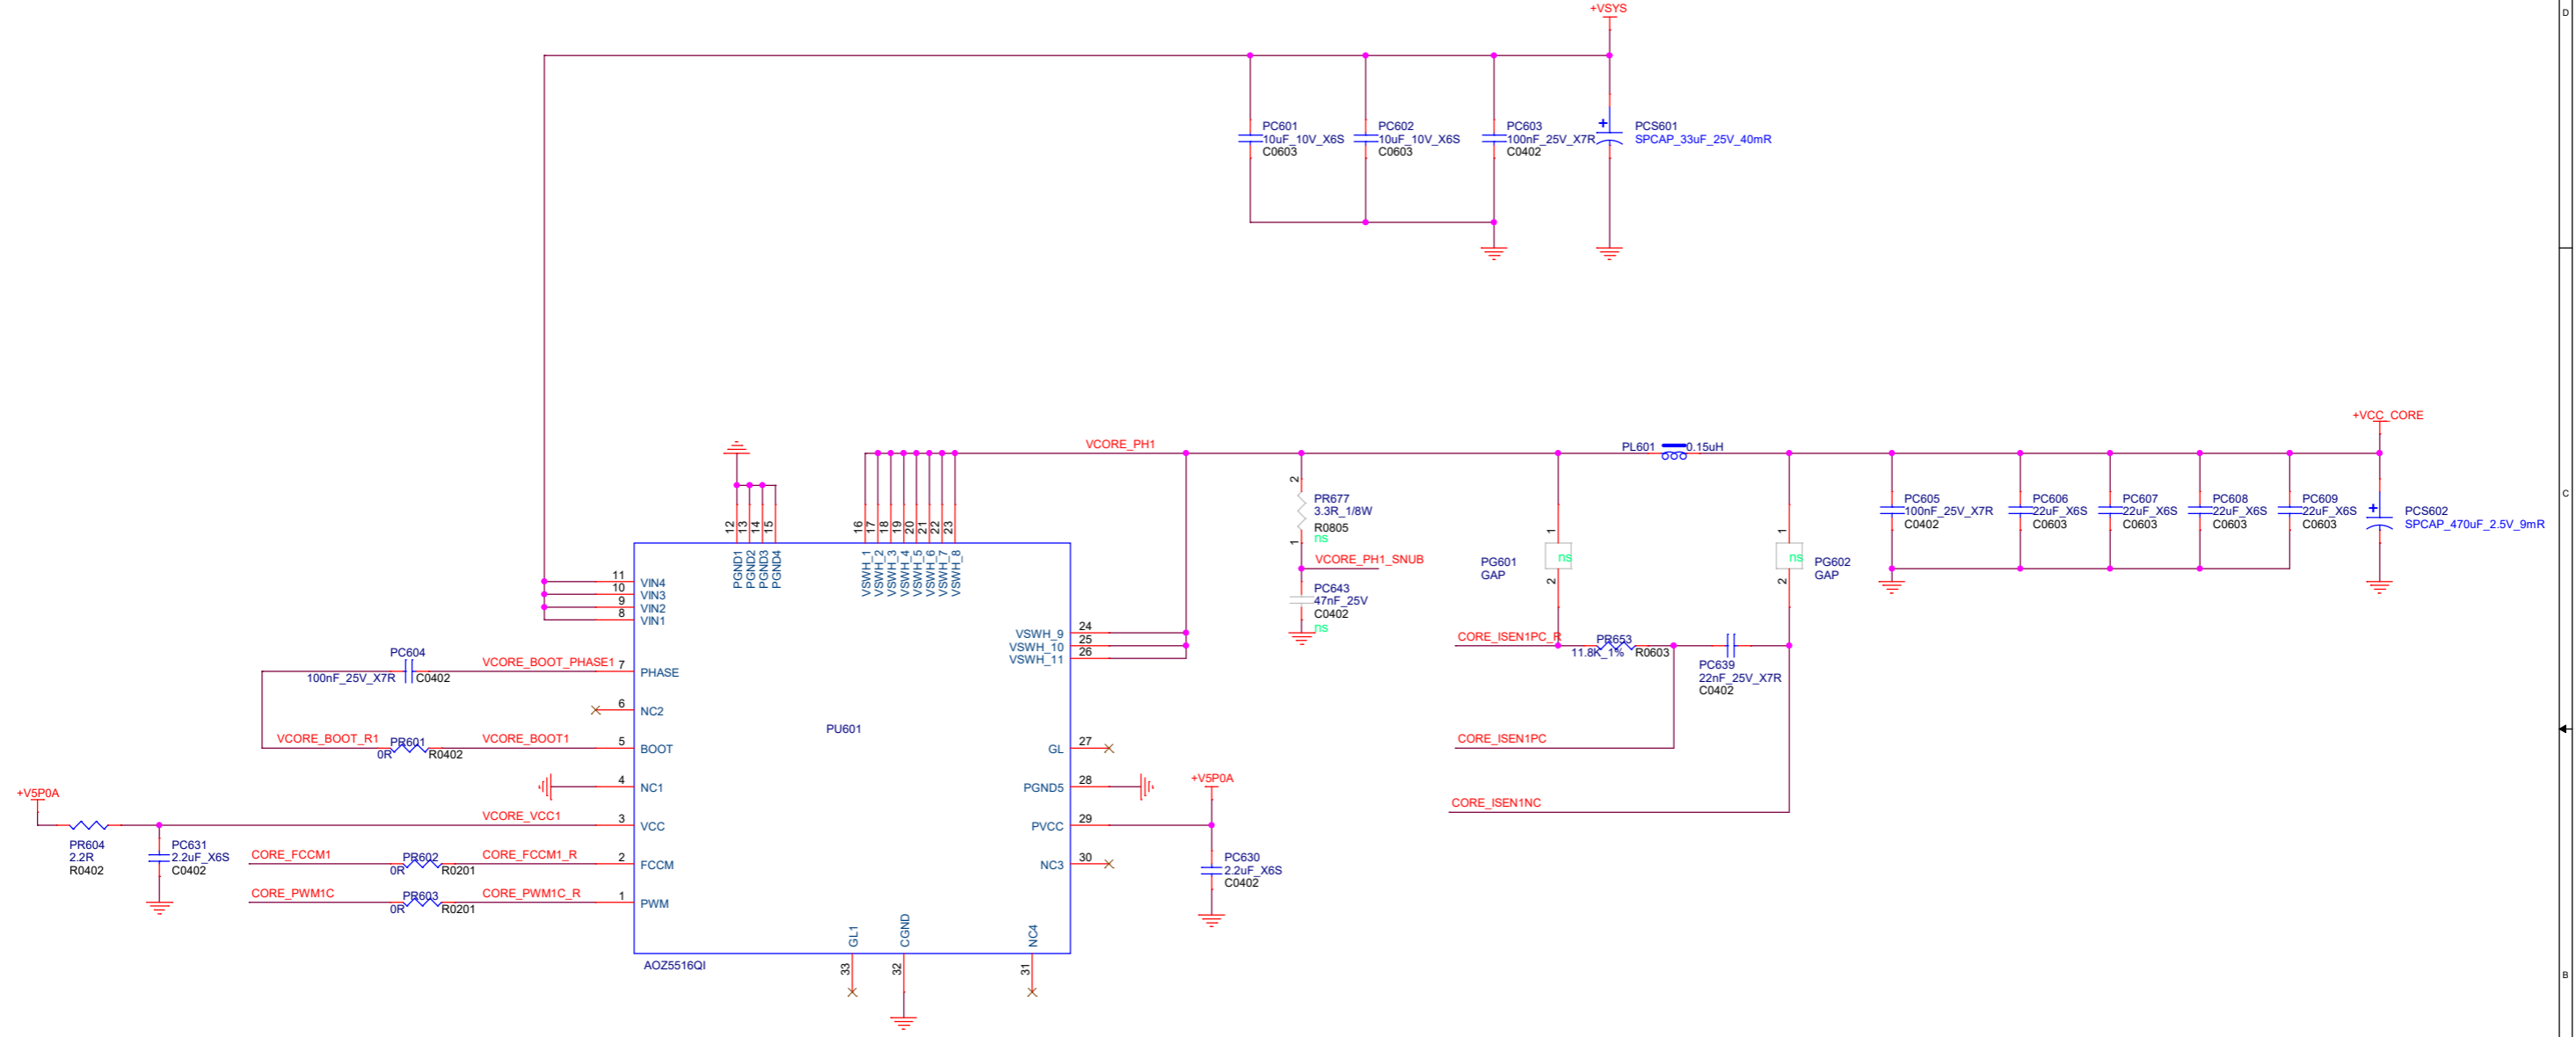 +VSYS
D
PC601
10uF_10V_X6S
C0603
PC602
10uF_10V_X6S
C0603
PC603
100nF_25V_X7R
C0402
+
PCS601
SPCAP_33uF_25V_40mR
VCORE_PH1
PL601
0.15uH
+VCC_CORE
C
12
13
14
15
PGND1
PGND2
PGND3
PGND4
16
17
18
19
20
21
22
23
VSWH_1
VSWH_2
VSWH_3
VSWH_4
VSWH_5
VSWH_6
VSWH_7
VSWH_8
2
PR677
3.3R_1/8W
R0805
ns
1
VCORE_PH1_SNUB
PC643
47nF_25V
C0402
ns
1
ns
PG601
GAP
2
1
ns
PG602
GAP
2
PC605
100nF_25V_X7R
C0402
PC606
22uF_X6S
C0603
PC607
22uF_X6S
C0603
PC608
22uF_X6S
C0603
PC609
22uF_X6S
C0603
+
PCS602
SPCAP_470uF_2.5V_9mR
11 VIN4
10 VIN3
9 VIN2
8 VIN1
VSWH_9 24
VSWH_10 25
VSWH_11 26
CORE_ISEN1PC_R
PR653
11.8K_1% R0603
PC639
22nF_25V_X7R
C0402
PC604
100nF_25V_X7R C0402
VCORE_BOOT_PHASE1 7 PHASE
6 NC2
PU601
VCORE_BOOT_R1
PR601
0R R0402
VCORE_BOOT1 5 BOOT
GL 27
CORE_ISEN1PC
4 NC1
PGND5 28
+V5P0A
CORE_ISEN1NC
+V5P0A
VCORE_VCC1 3 VCC
PVCC 29
PR604
2.2R
R0402
PC631
2.2uF_X6S
C0402
CORE_FCCM1
PR602
0R R0201
CORE_FCCM1_R 2 FCCM
NC3 30
PC630
2.2uF_X6S
C0402
CORE_PWM1C
PR603
0R R0201
CORE_PWM1C_R 1 PWM
GL1
CGND
NC4
33
32
31
AOZ5516QI
B